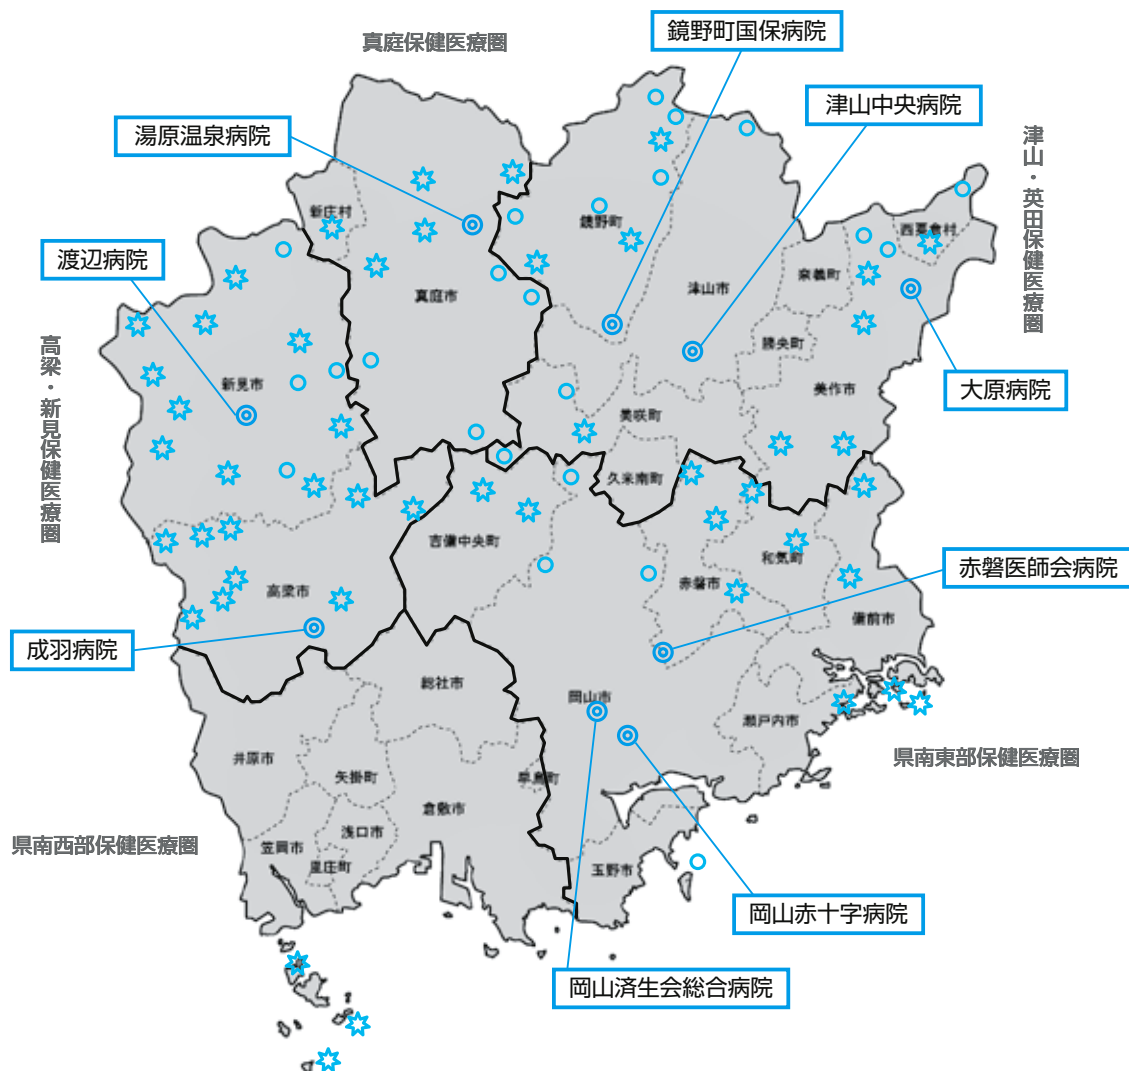 鏡野町国保病院
真庭保健医療圏
津山中央病院
湯原温泉病院
津山・英田保健医療圏
新庄村
鏡野町
西粟倉村
渡辺病院
奈義町
津山市
真庭市
高梁・新見保健医療圏
勝央町
新見市
美作市
大原病院
美咲町
久米南町
吉備中央町
和気町
赤磐医師会病院
赤磐市
高梁市
備前市
成羽病院
総社市
岡山市
瀬戸内市
井原市
県南東部保健医療圏
矢掛町
早島町
倉敷市
浅口市
県南西部保健医療圏
笠岡市
里庄町
玉野市
岡山赤十字病院
岡山済生会総合病院